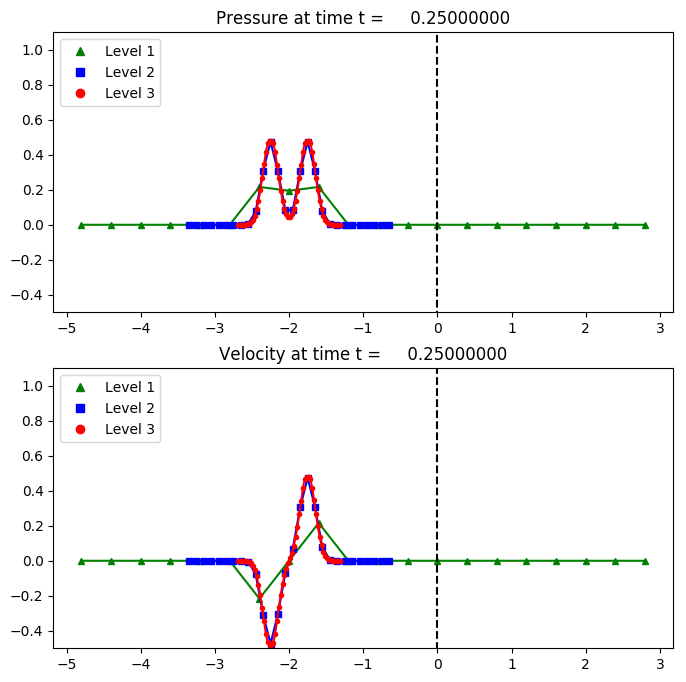 Pressure at time t =      0.25000000
Level 1
Level 2
Level 3
1.0
0.8
0.6
0.4
0.2
0.0
−0.2
−0.4
−5 −4 −3 −2 −1 0 1 2 3
Velocity at time t =      0.25000000
Level 1
Level 2
Level 3
1.0
0.8
0.6
0.4
0.2
0.0
−0.2
−0.4
−5 −4 −3 −2 −1 0 1 2 3